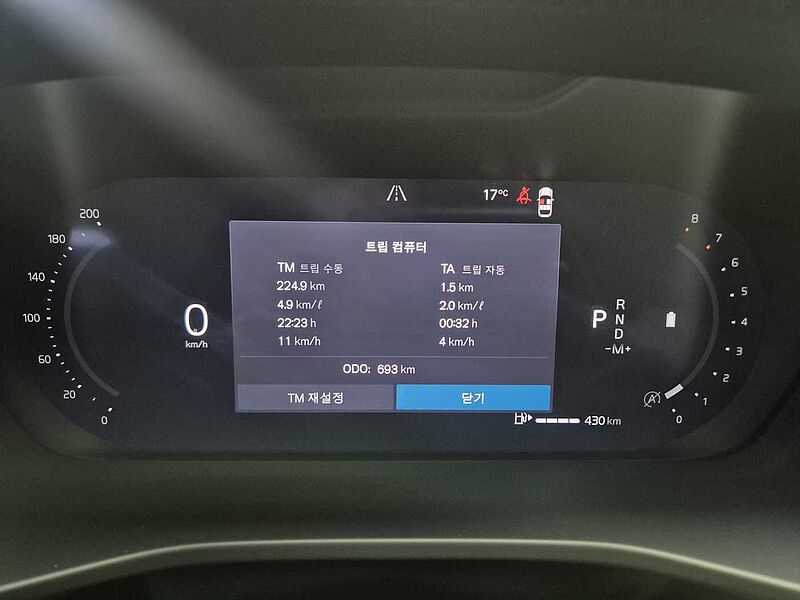 17°C
트립 컴퓨터
TM 트립 수동
224.9 km
4.9 km/ℓ
22:23 h
11 km/h
TA 트립 자동
1.5 km
2.0 km/ℓ
00:32 h
4 km/h
ODO: 693 km
TM 재설정
닫기
200
180
140
100
60
20
0
0
km/h
P
R
N
D
-M+
8
7
6
5
4
3
2
1
0
A
430 km